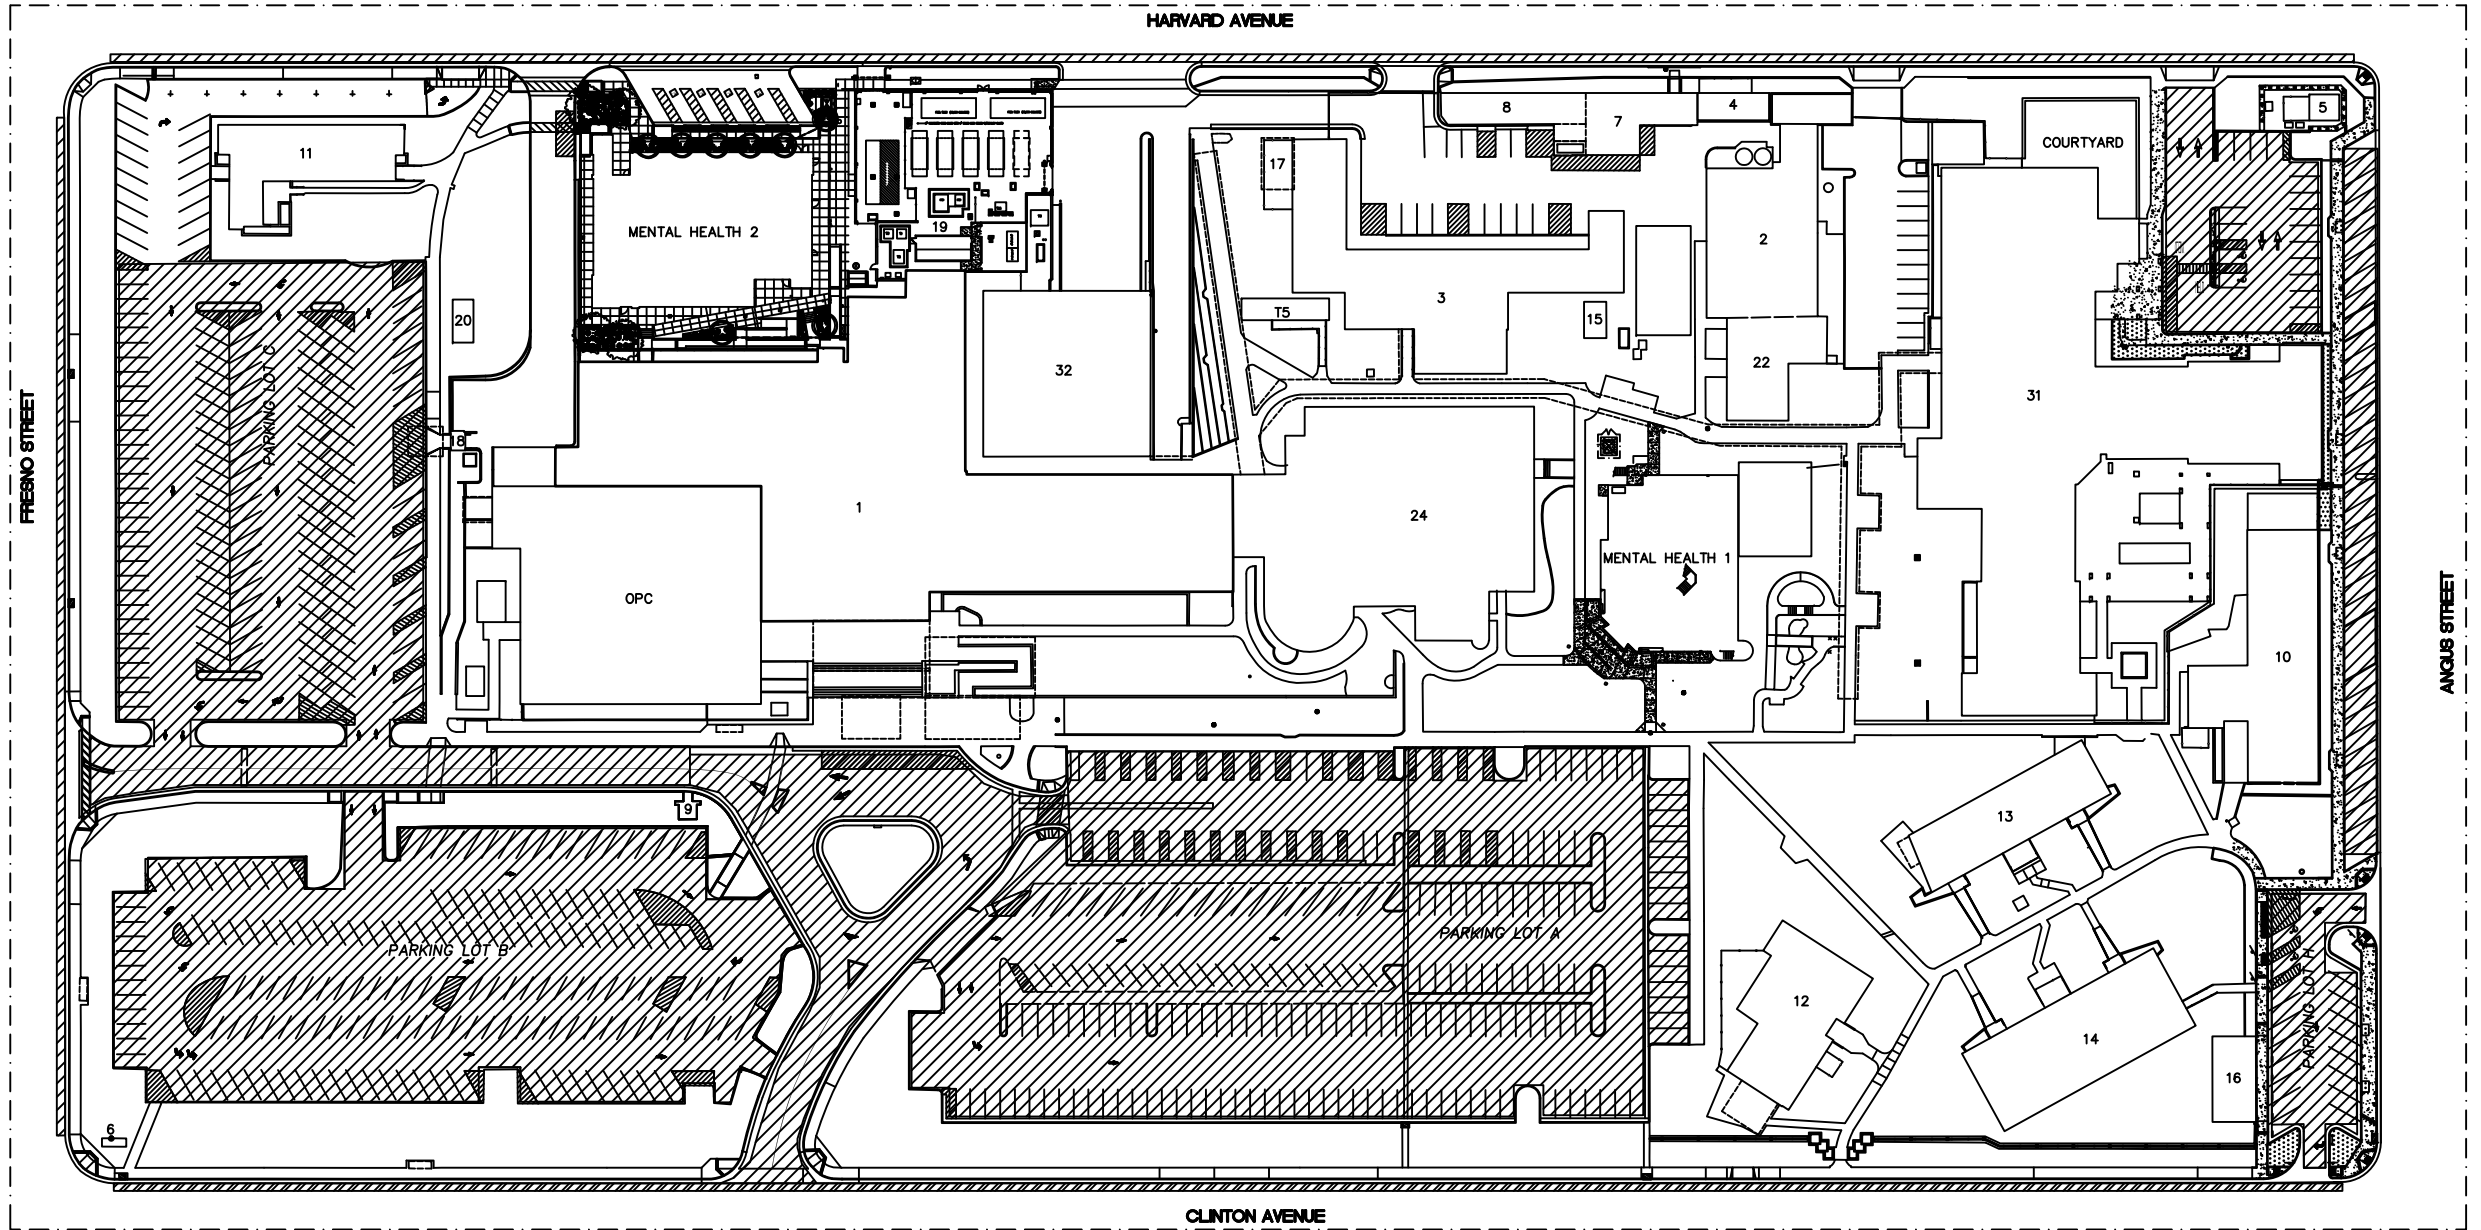 HARVARD AVENUE
8
4
7
5
11
COURTYARD
17
19
MENTAL HEALTH 2
2
3
20
T5
15
22
32
31
PARKING LOT C
FRESNO STREET
18
1
24
MENTAL HEALTH 1
OPC
ANGUS STREET
10
9
13
PARKING LOT A
PARKING LOT B
12
PARKING LOT H
14
16
6
CLINTON AVENUE